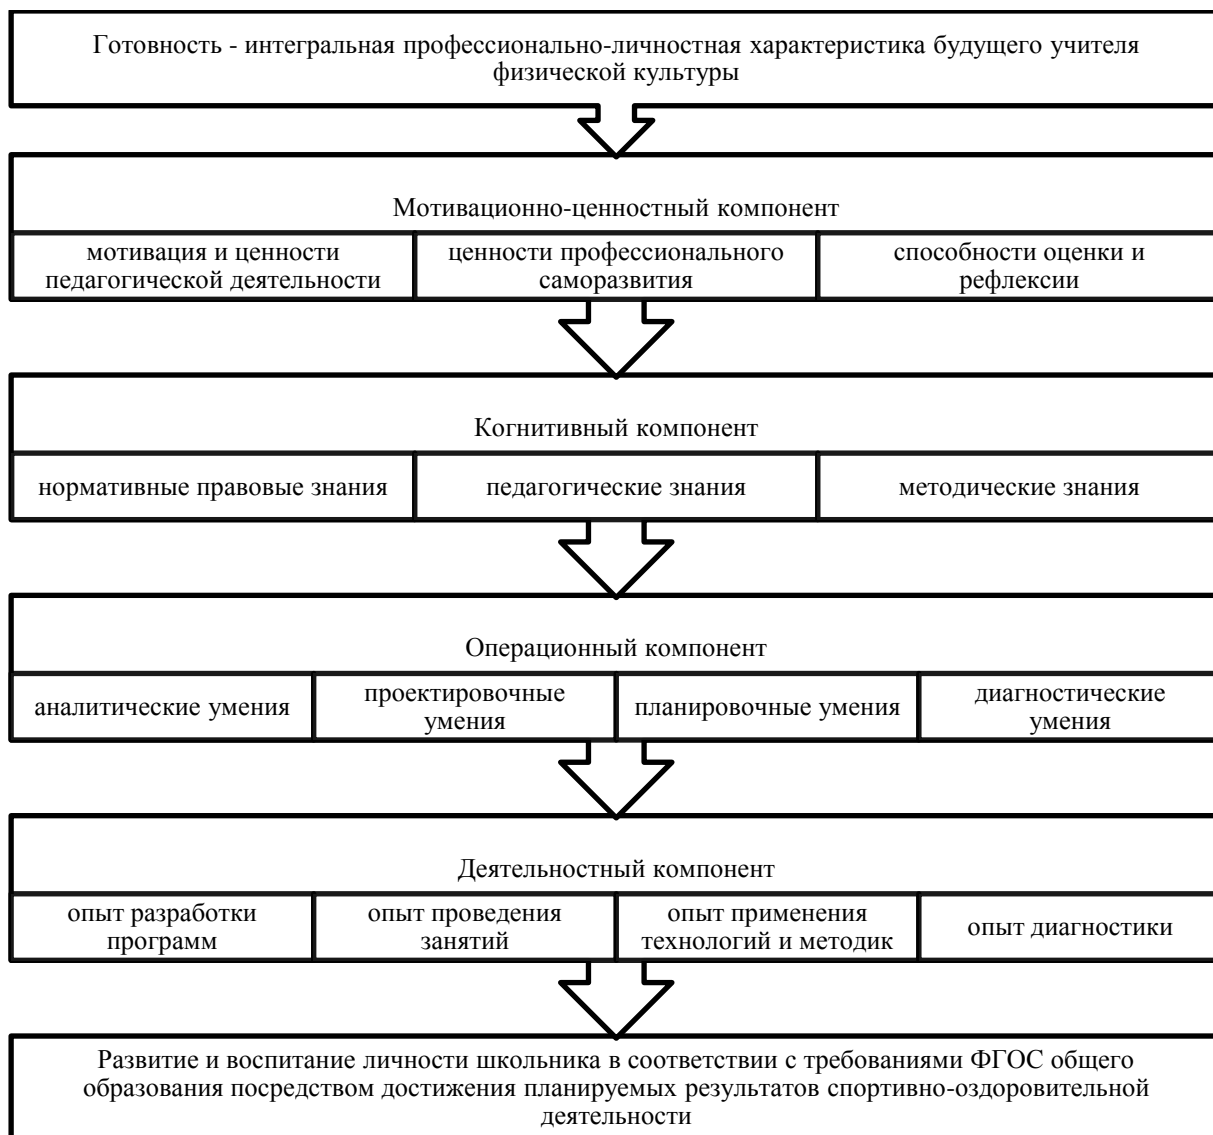 Готовность - интегральная профессионально-личностная характеристика будущего учителя
физической культуры
Мотивационно-ценностный компонент
мотивация и ценности
педагогической деятельности
ценности профессионального
саморазвития
способности оценки и
рефлексии
Когнитивный компонент
нормативные правовые знания
педагогические знания
методические знания
Операционный компонент
аналитические умения
проектировочные
умения
планировочные умения
диагностические
умения
Деятельностный компонент
опыт разработки
программ
опыт проведения
занятий
опыт применения
технологий и методик
опыт диагностики
Развитие и воспитание личности школьника в соответствии с требованиями ФГОС общего
образования посредством достижения планируемых результатов спортивно-оздоровительной
деятельности